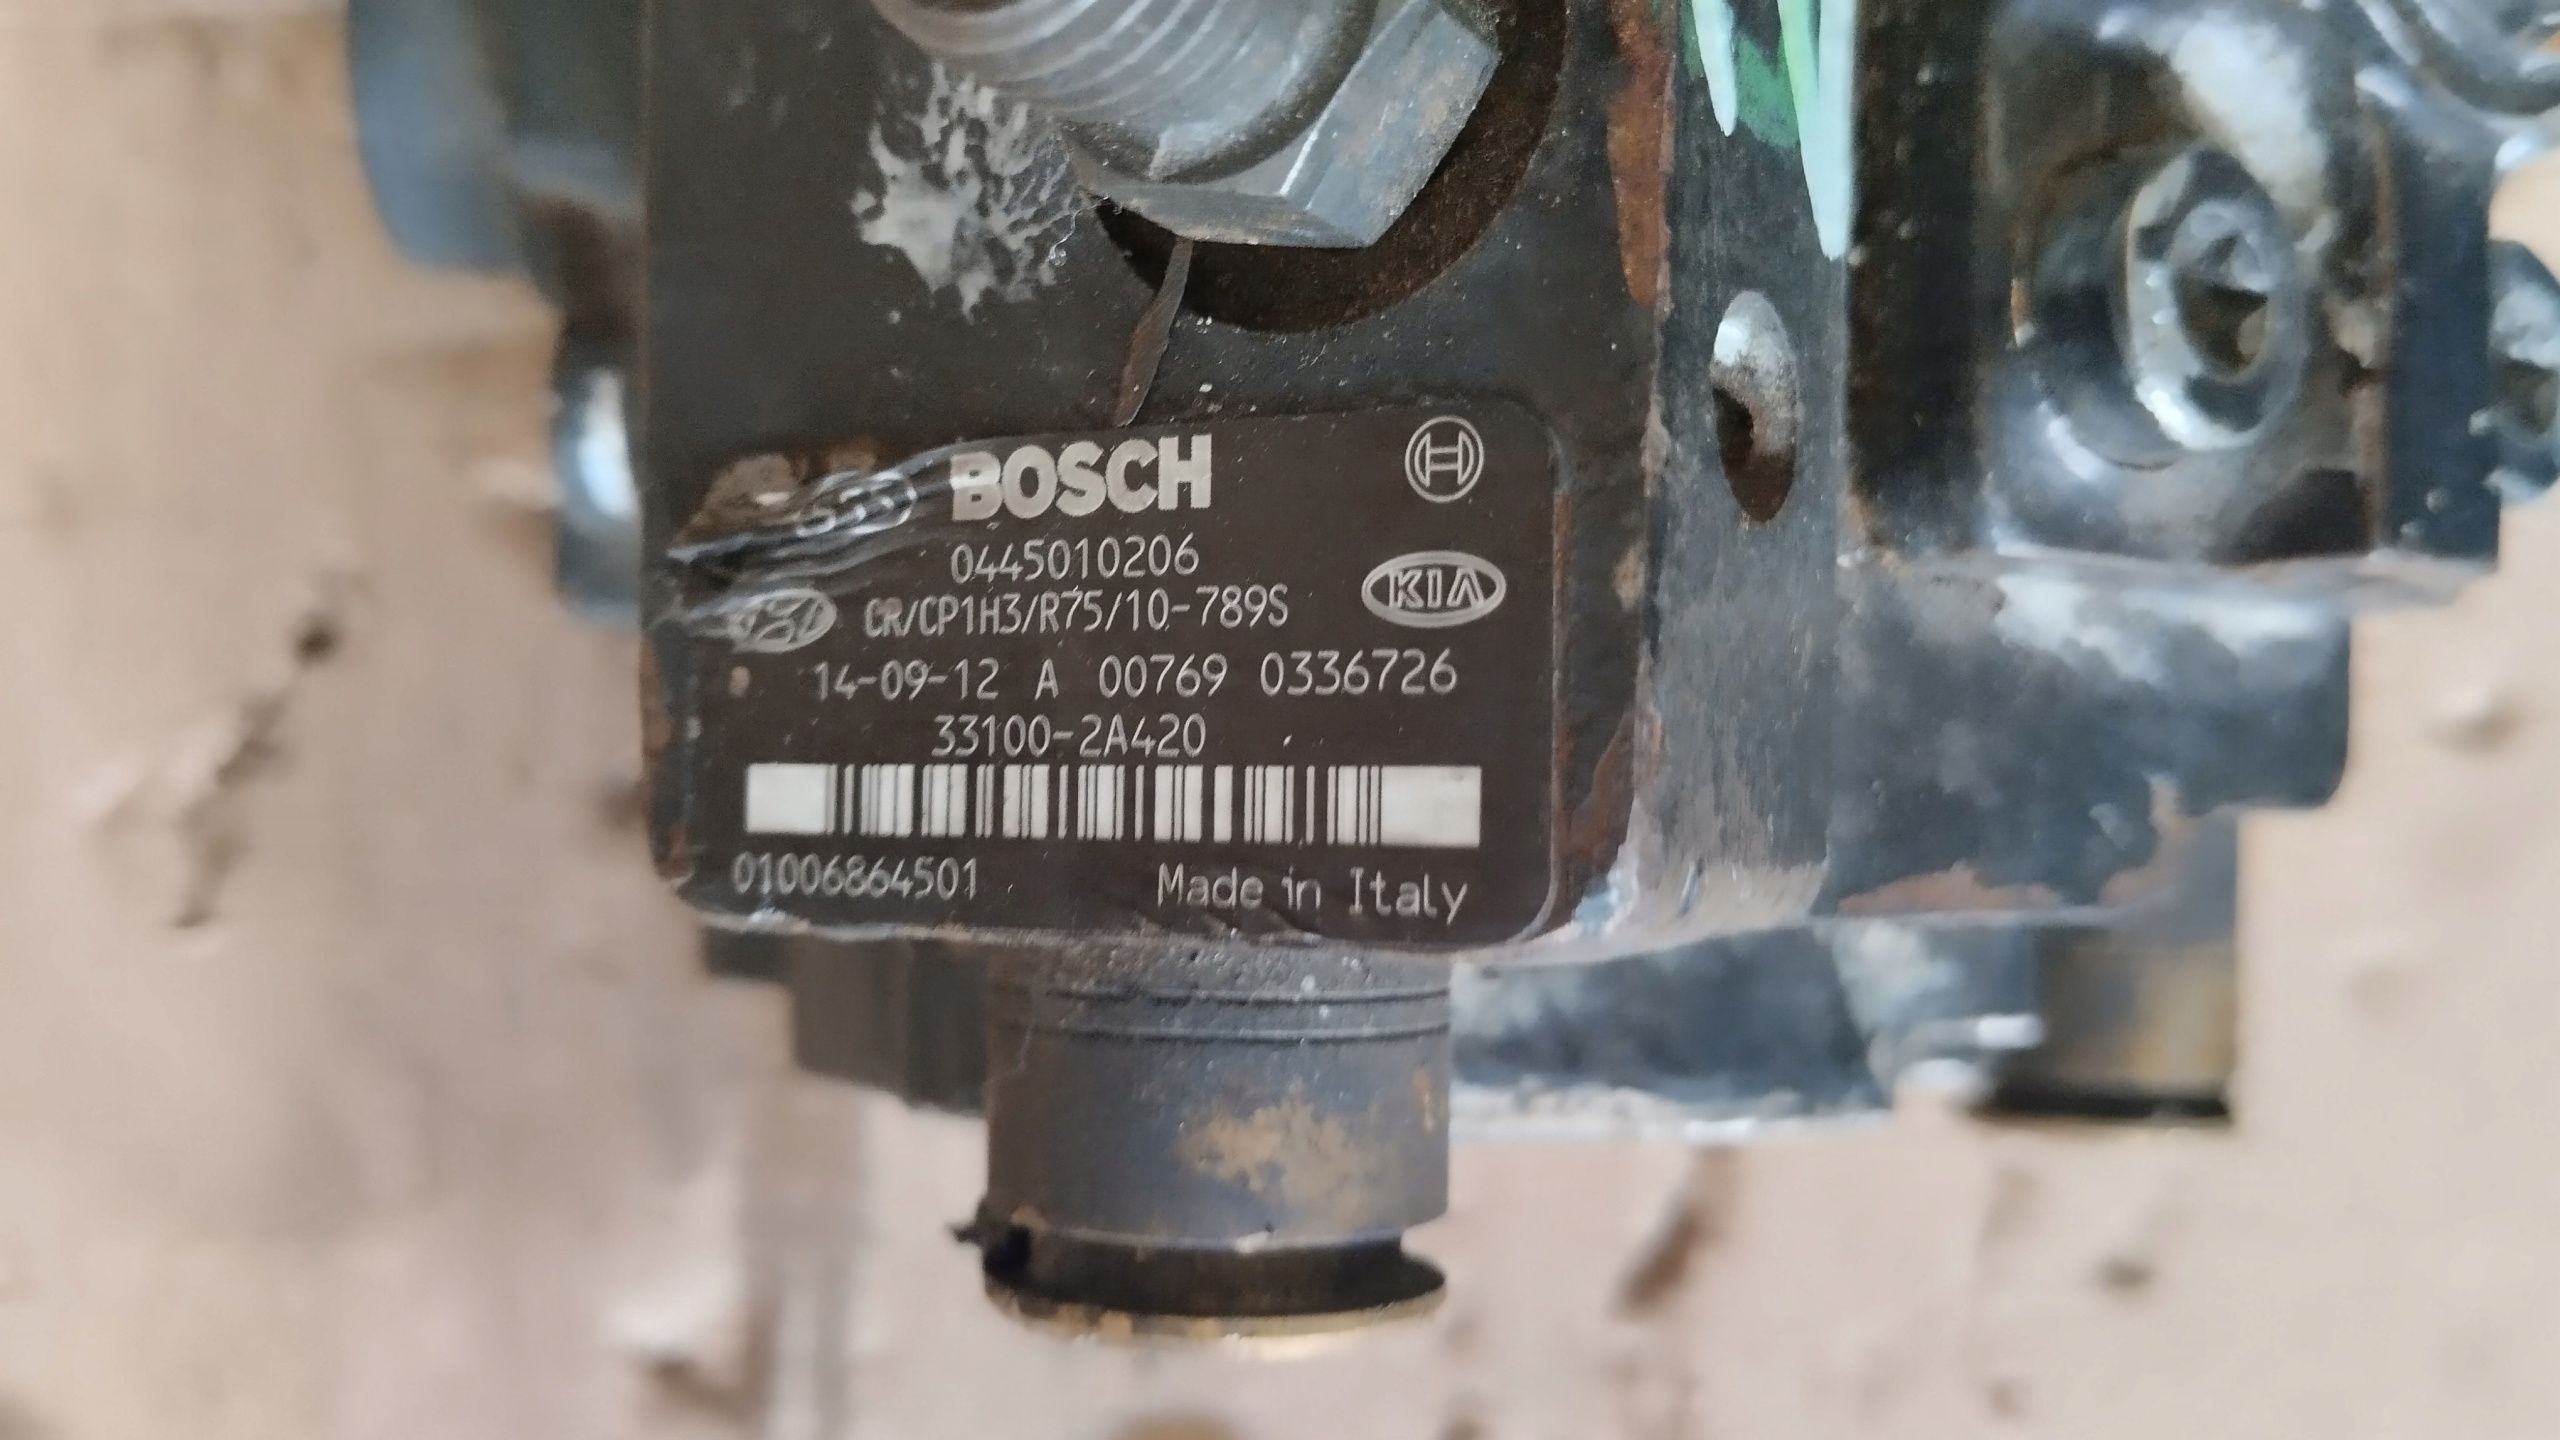 BOSCH
0445010206
CR/CP1H3/R75/10-789S
KIA
14-09-12 A 00769 0336726
33100-2A420
01006864501 Made in Italy